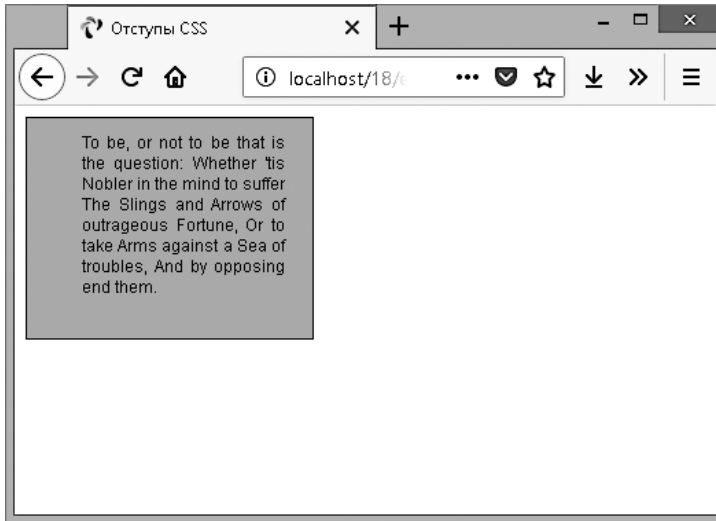 Отступы CSS
localhost/18/e
To be, or not to be that is
the question: Whether 'tis
Nobler in the mind to suffer
The Slings and Arrows of
outrageous Fortune, Or to
take Arms against a Sea of
troubles, And by opposing
end them.